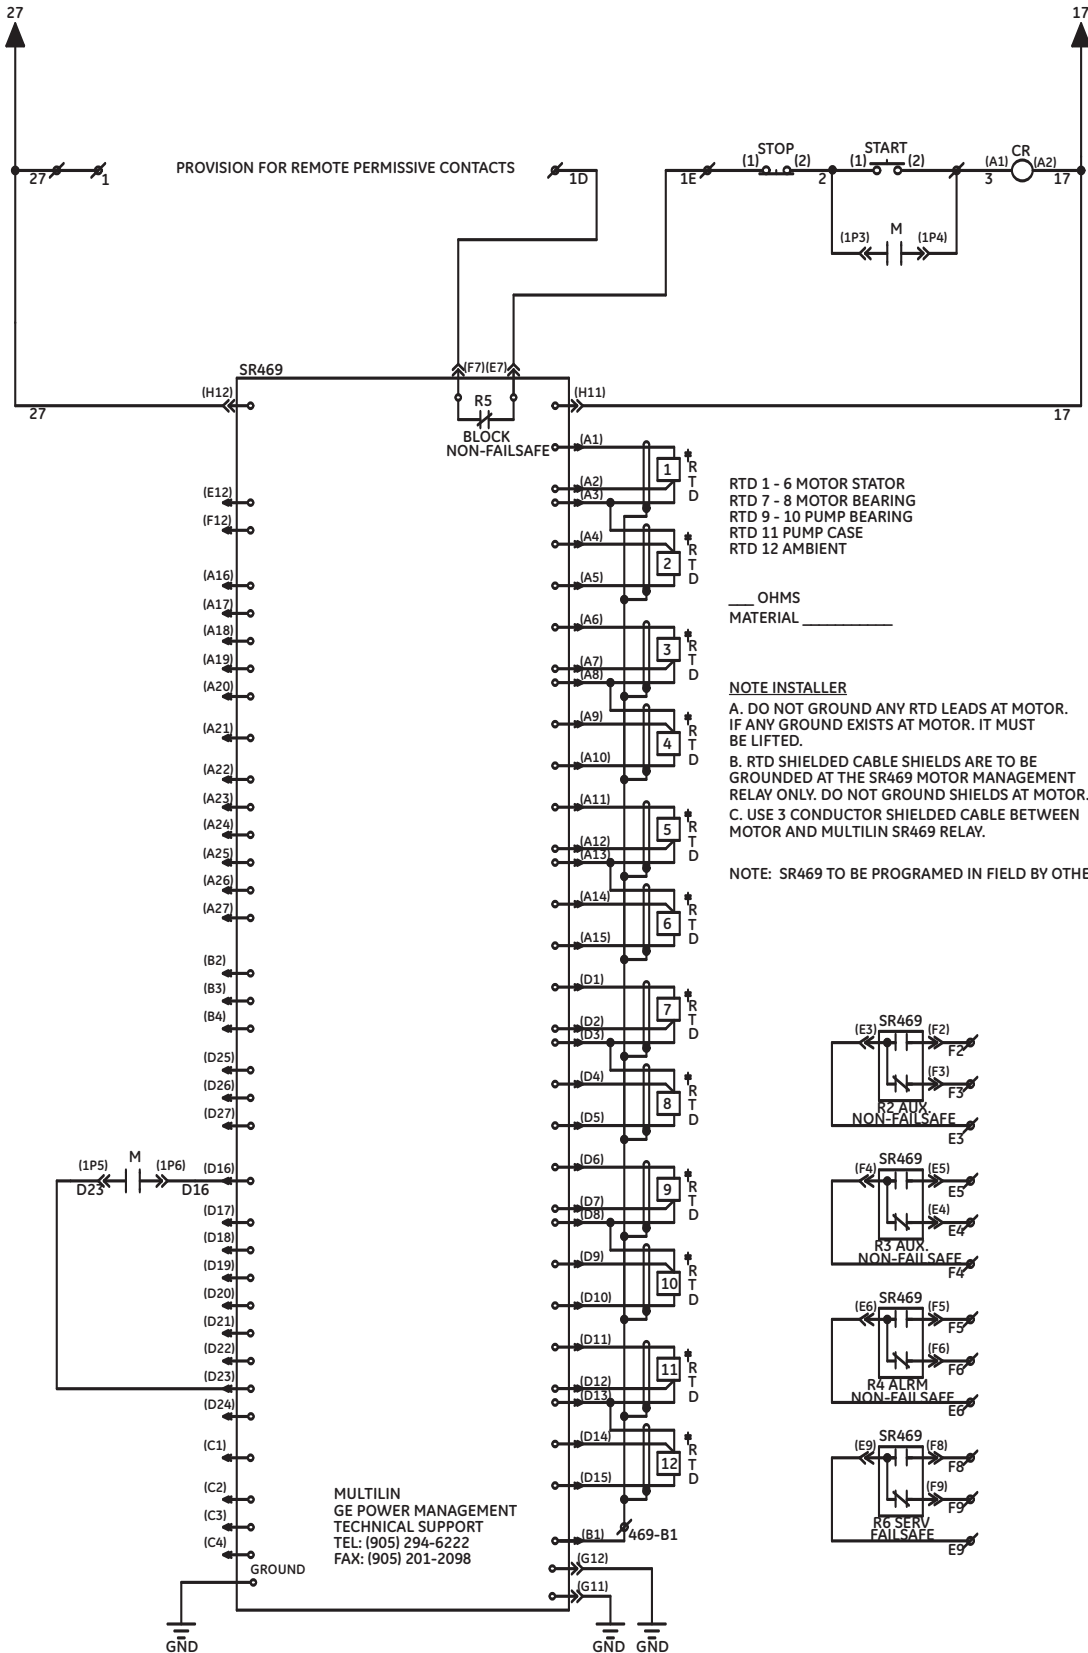 27
17
PROVISION FOR REMOTE PERMISSIVE CONTACTS
27
1
1D
1E
STOP
(1) (2)
2
START
(1) (2)
CR
(A1) (A2)
3
17
(1P3) M (1P4)
SR469
(F7)(E7)
(H12)
27
R5
BLOCK
NON-FAILSAFE
(H11)
17
(E12)
(F12)
(A16)
(A17)
(A18)
(A19)
(A20)
(A21)
(A22)
(A23)
(A24)
(A25)
(A26)
(A27)
(B2)
(B3)
(B4)
(D25)
(D26)
(D27)
(1P5) M (1P6) (D16)
D23 D16
(D17)
(D18)
(D19)
(D20)
(D21)
(D22)
(D23)
(D24)
(C1)
(C2)
(C3)
(C4)
GROUND
GND
MULTILIN
GE POWER MANAGEMENT
TECHNICAL SUPPORT
TEL: (905) 294-6222
FAX: (905) 201-2098
(A1)
(A2)
(A3)
1 *RTD
(A4)
(A5)
2 *RTD
(A6)
(A7)
(A8)
3 *RTD
(A9)
(A10)
4 *RTD
(A11)
(A12)
(A13)
5 *RTD
(A14)
(A15)
6 *RTD
(D1)
(D2)
(D3)
7 *RTD
(D4)
(D5)
8 *RTD
(D6)
(D7)
(D8)
9 *RTD
(D9)
(D10)
10 *RTD
(D11)
(D12)
(D13)
11 *RTD
(D14)
(D15)
12 *RTD
(B1)
469-B1
(G12)
(G11)
GND GND
RTD 1 - 6 MOTOR STATOR
RTD 7 - 8 MOTOR BEARING
RTD 9 - 10 PUMP BEARING
RTD 11 PUMP CASE
RTD 12 AMBIENT
___ OHMS
MATERIAL ___________
NOTE INSTALLER
A. DO NOT GROUND ANY RTD LEADS AT MOTOR.
IF ANY GROUND EXISTS AT MOTOR. IT MUST
BE LIFTED.
B. RTD SHIELDED CABLE SHIELDS ARE TO BE
GROUNDED AT THE SR469 MOTOR MANAGEMENT
RELAY ONLY. DO NOT GROUND SHIELDS AT MOTOR.
C. USE 3 CONDUCTOR SHIELDED CABLE BETWEEN
MOTOR AND MULTILIN SR469 RELAY.
NOTE: SR469 TO BE PROGRAMED IN FIELD BY OTHE
SR469
(E3) (F2)
F2
(F3)
F3
R2 AUX.
NON-FAILSAFE
E3
SR469
(F4) (E5)
E5
(E4)
E4
R3 AUX.
NON-FAILSAFE
F4
SR469
(E6) (F5)
F5
(F6)
F6
R4 ALRM
NON-FAILSAFE
E6
SR469
(E9) (F8)
F8
(F9)
F9
R6 SERV
FAILSAFE
E9